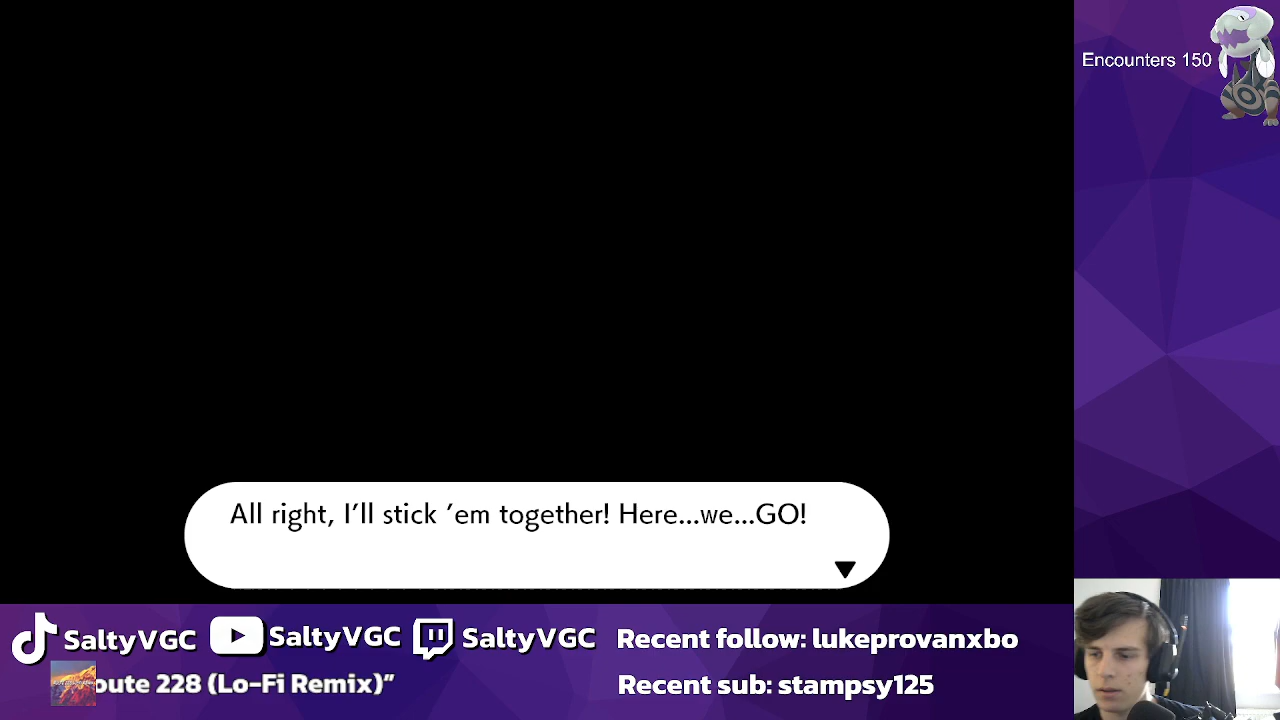 Encounters 150
All right, I’ll stick ’em together! Here...we...GO!
SaltyVGC SaltyVGC SaltyVGC Recent follow: lukeprovanxbo
oute 228 (Lo-Fi Remix)” Recent sub: stampsy125